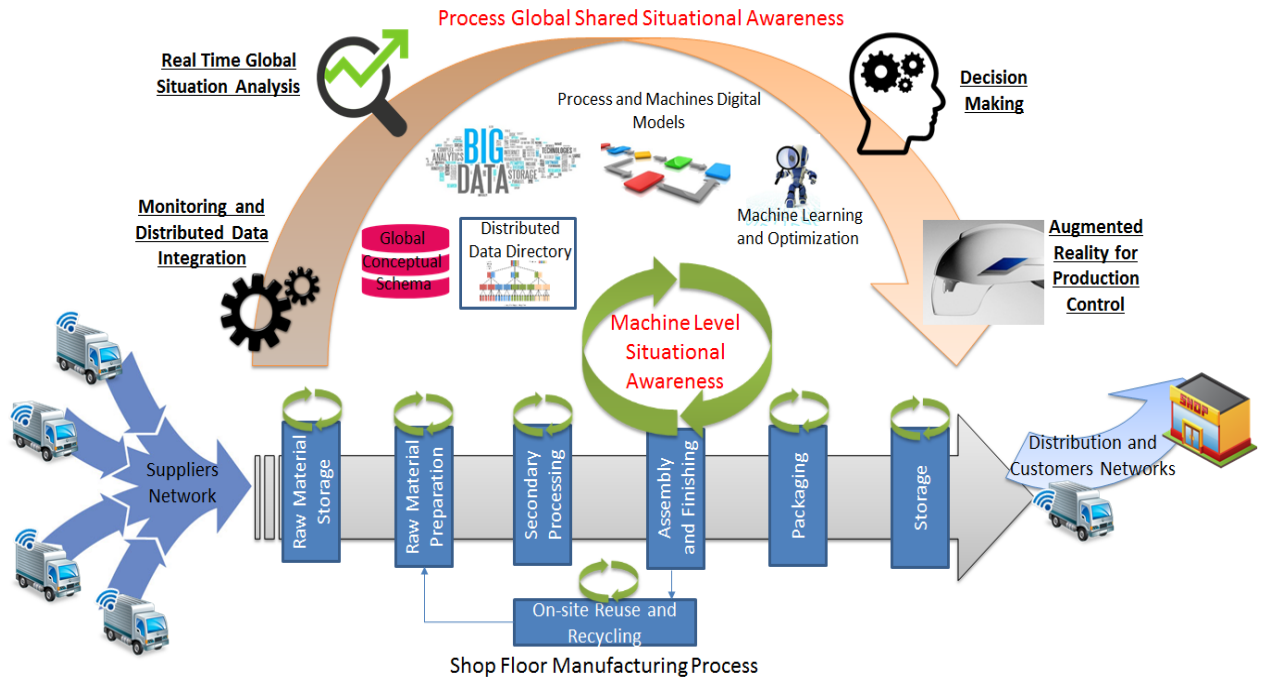 Process Global Shared Situational Awareness
Real Time Global
Situation Analysis
Decision
Making
Process and Machines Digital
Models
BIG
DATA
ANALYTICS
STORAGE
TECHNOLOGIES
Monitoring and
Distributed Data
Integration
Global
Conceptual
Schema
Distributed
Data Directory
Machine Learning
and Optimization
Augmented
Reality for
Production
Control
Machine Level
Situational
Awareness
Suppliers
Network
Raw Material
Storage
Raw Material
Preparation
Secondary
Processing
Assembly
and Finishing
Packaging
Storage
Distribution and
Customers Networks
SHOP
On-site Reuse and
Recycling
Shop Floor Manufacturing Process